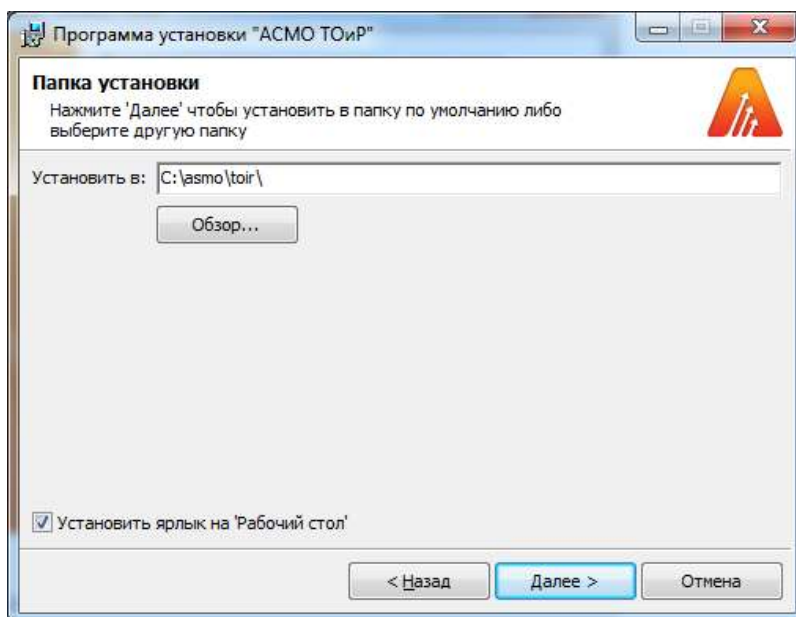 Программа установки "АСМО ТОиР"
Папка установки
Нажмите 'Далее' чтобы установить в папку по умолчанию либо
выберите другую папку
Установить в: C:\asmo\toir\
Обзор...
Установить ярлык на 'Рабочий стол'
< Назад Далее > Отмена